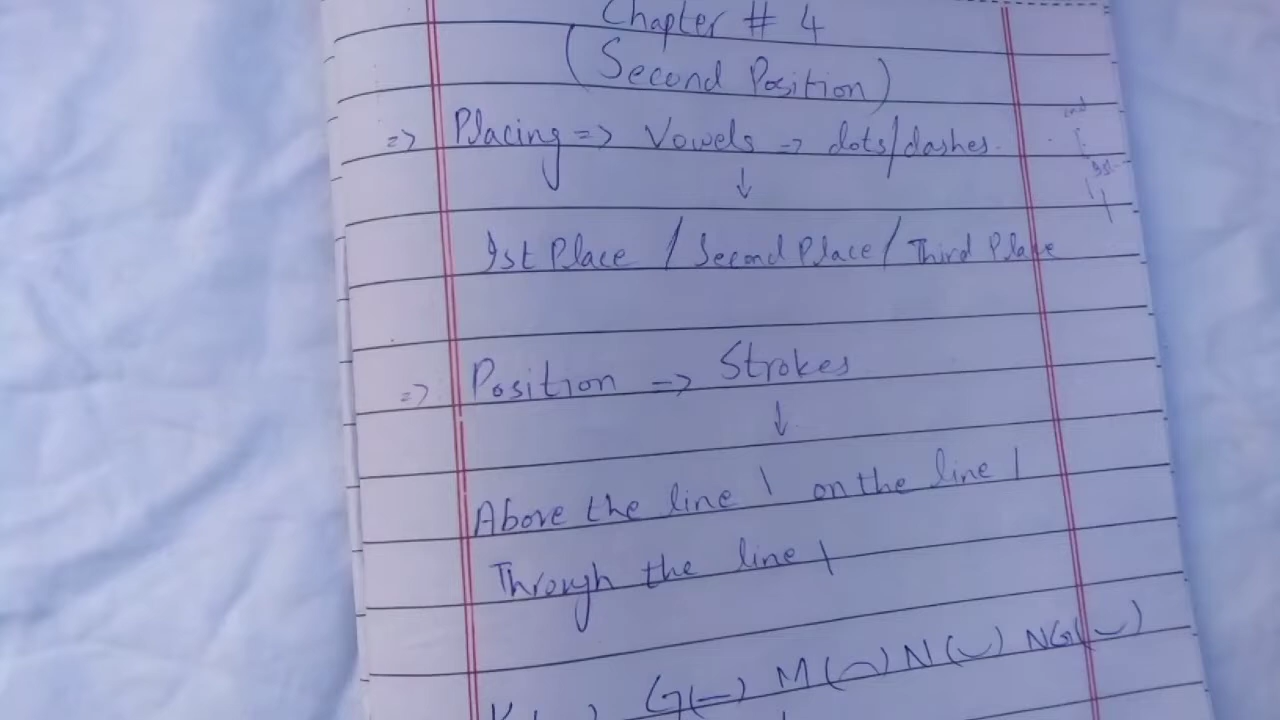 Chapter # 4
(Second Position)
=> Placing => Vowels -> dots/dashes.
↓
1st Place / Second Place / Third Place
=> Position => Strokes
↓
Above the line \ on the line |
Through the line \
G(—) M(⌒) N(⌣) NG(⌣)